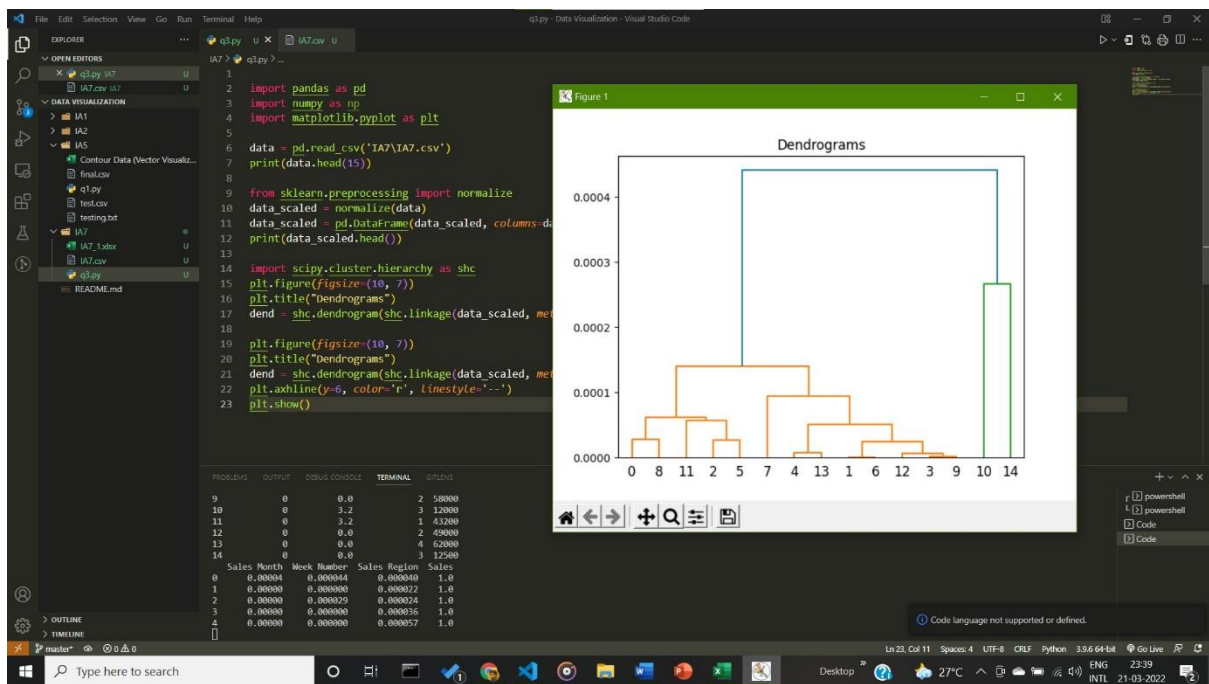 File Edit Selection View Go Run Terminal Help
q3.py - Data Visualization - Visual Studio Code
EXPLORER
OPEN EDITORS
q3.py IA7 U
IA7.csv IA7 U
DATA VISUALIZATION
IA1
IA2
IA5
Contour Data (Vector Visualiz...
final.csv
q1.py
test.csv
testing.txt
IA7
IA7_1.xlsx U
IA7.csv U
q3.py U
README.md
OUTLINE
TIMELINE
q3.py U IA7.csv U
IA7 > q3.py > ...
1
2 import pandas as pd
3 import numpy as np
4 import matplotlib.pyplot as plt
5
6 data = pd.read_csv('IA7\IA7.csv')
7 print(data.head(15))
8
9 from sklearn.preprocessing import normalize
10 data_scaled = normalize(data)
11 data_scaled = pd.DataFrame(data_scaled, columns=da
12 print(data_scaled.head())
13
14 import scipy.cluster.hierarchy as shc
15 plt.figure(figsize=(10, 7))
16 plt.title("Dendrograms")
17 dend = shc.dendrogram(shc.linkage(data_scaled, met
18
19 plt.figure(figsize=(10, 7))
20 plt.title("Dendrograms")
21 dend = shc.dendrogram(shc.linkage(data_scaled, met
22 plt.axhline(y=6, color='r', linestyle='--')
23 plt.show()
Figure 1
Dendrograms
0.0004
0.0003
0.0002
0.0001
0.0000
0 8 11 2 5 7 4 13 1 6 12 3 9 10 14
PROBLEMS OUTPUT DEBUG CONSOLE TERMINAL GITLENS
9 0 0.0 2 58000
10 0 3.2 3 12000
11 0 3.2 1 43200
12 0 0.0 2 49000
13 0 0.0 4 62000
14 0 0.0 3 12500
Sales Month Week Number Sales Region Sales
0 0.00004 0.000044 0.000040 1.0
1 0.00000 0.000000 0.000022 1.0
2 0.00000 0.000029 0.000024 1.0
3 0.00000 0.000000 0.000036 1.0
4 0.00000 0.000000 0.000057 1.0
powershell
powershell
Code
Code
Code language not supported or defined.
master* 0 0 Ln 23, Col 11 Spaces: 4 UTF-8 CRLF Python 3.9.6 64-bit Go Live
Type here to search
Desktop 27°C ENG INTL 23:39 21-03-2022 2